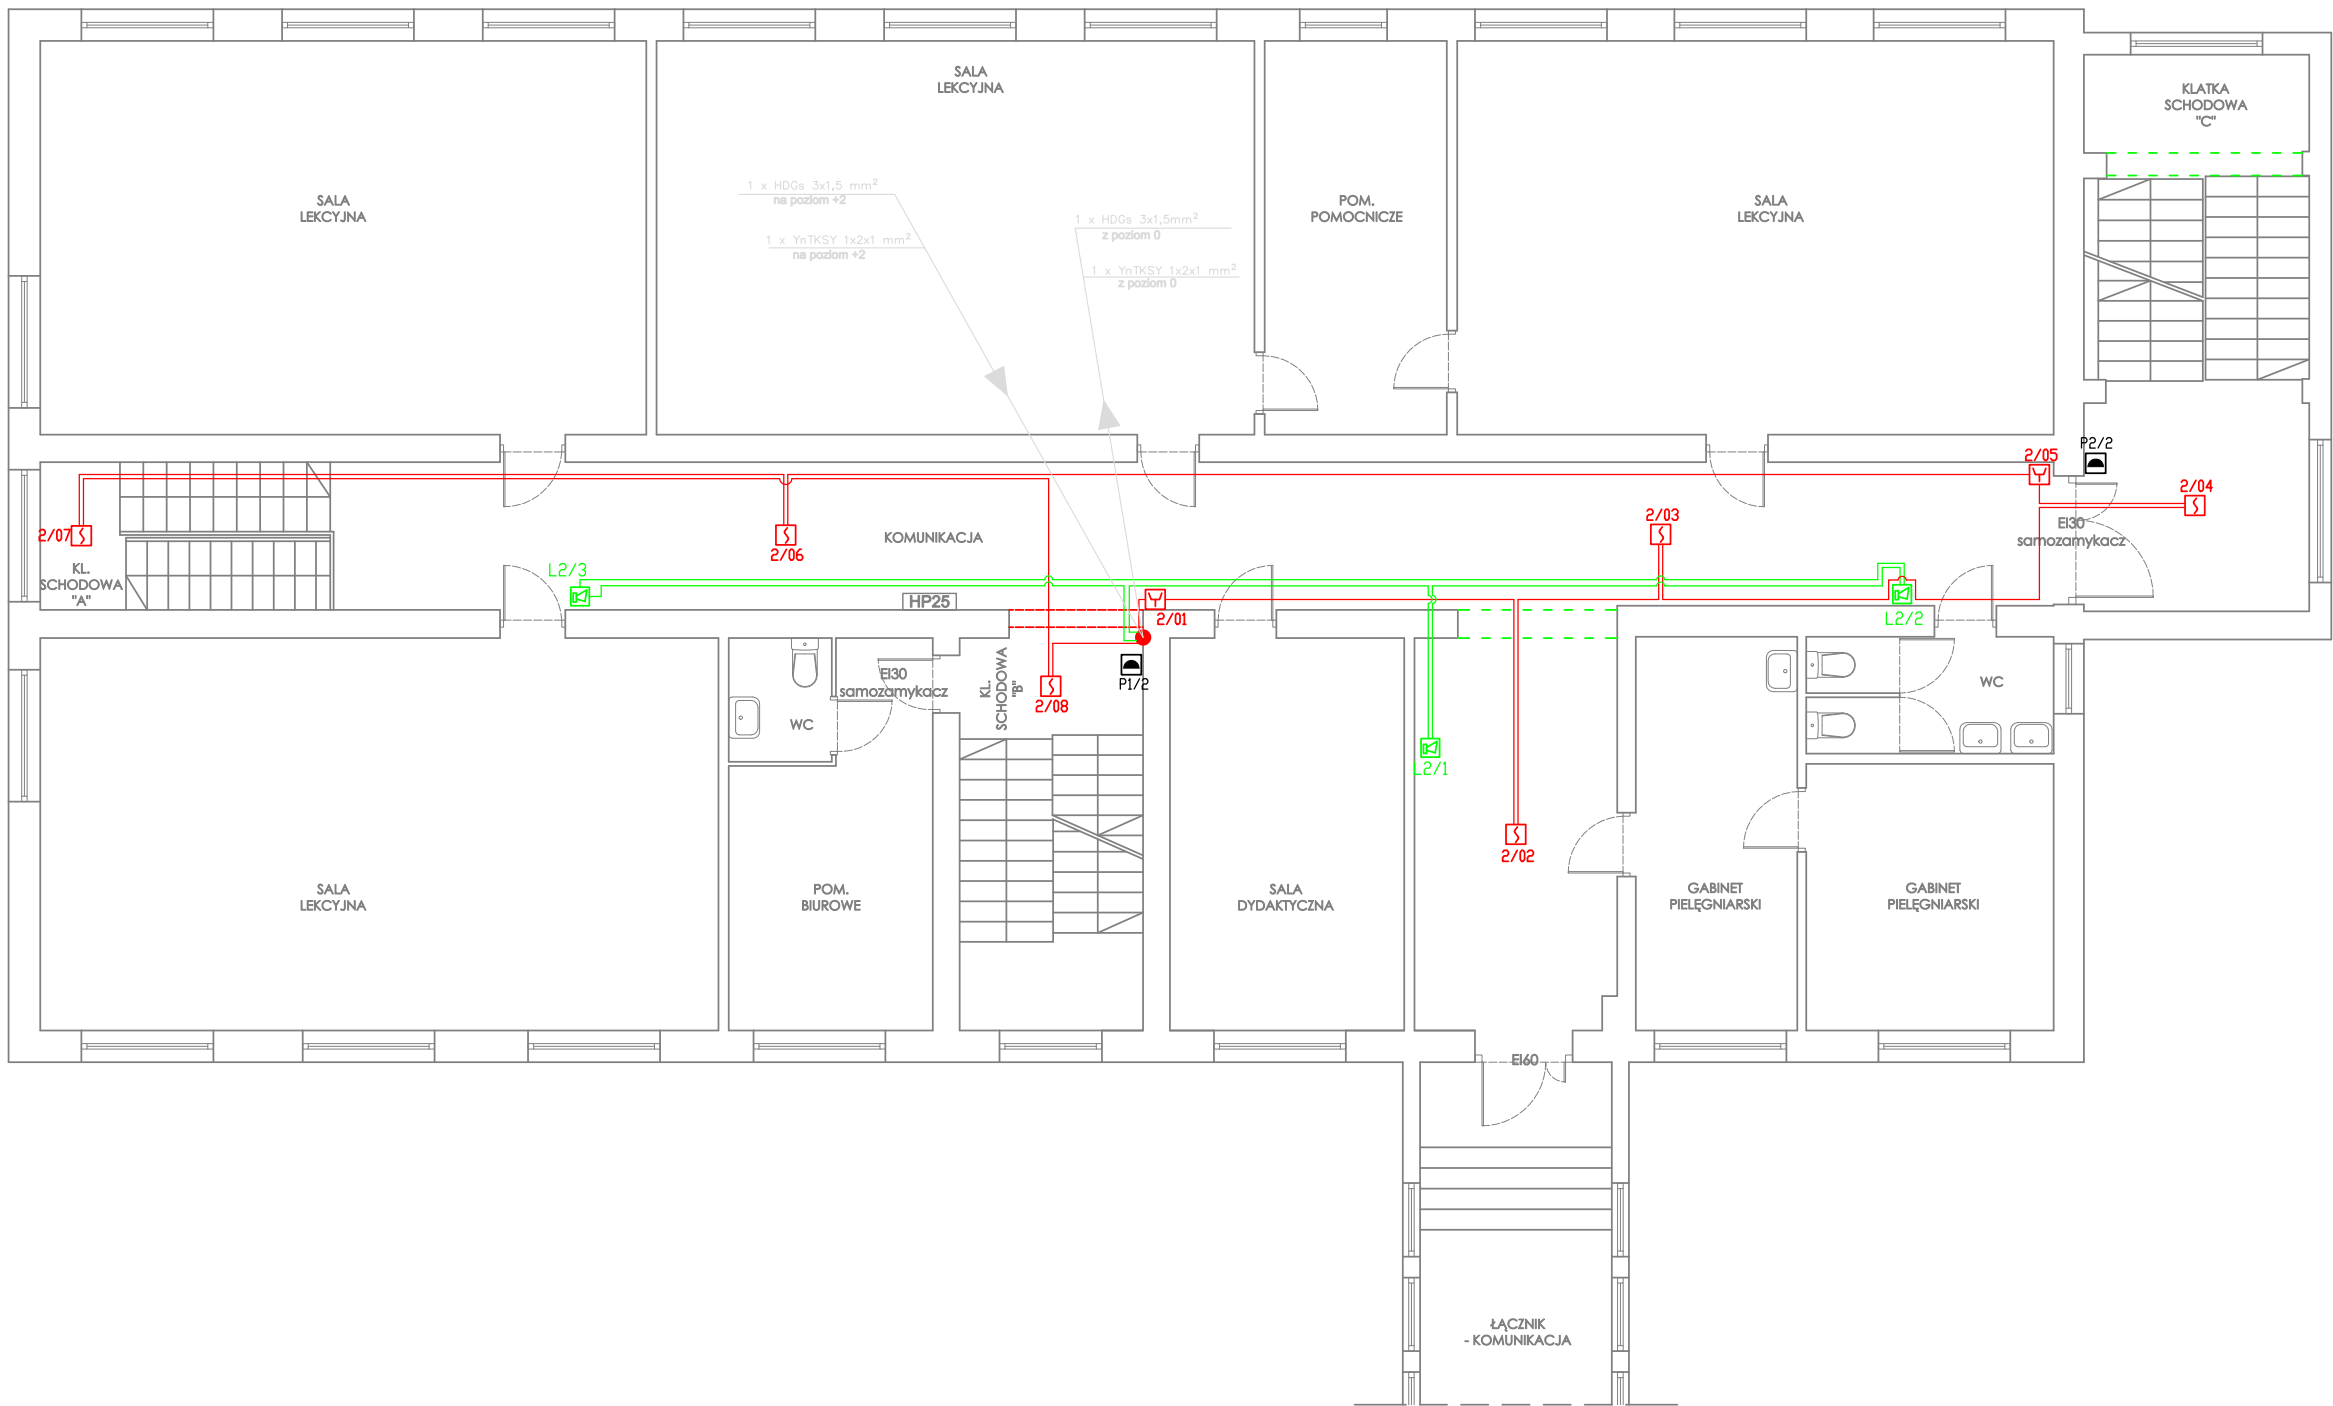 SALA
LEKCYJNA
KLATKA
SCHODOWA
"C"
1 x HDGs 3x1,5 mm²
na poziom +2
1 x YnTKSY 1x2x1 mm²
na poziom +2
1 x HDGs 3x1,5mm²
z poziom 0
1 x YnTKSY 1x2x1 mm²
z poziom 0
SALA
LEKCYJNA
POM.
POMOCNICZE
SALA
LEKCYJNA
P2/2
2/05
2/04
2/03
EI30
samozamykacz
2/07
2/06
KOMUNIKACJA
KL.
SCHODOWA
"A"
L2/3
HP25
2/01
L2/2
KL.
SCHODOWA
"B"
EI30
samozamykacz
P1/2
2/08
WC
WC
L2/1
2/02
SALA
LEKCYJNA
POM.
BIUROWE
SALA
DYDAKTYCZNA
GABINET
PIELĘGNIARSKI
GABINET
PIELĘGNIARSKI
EI60
ŁĄCZNIK
- KOMUNIKACJA